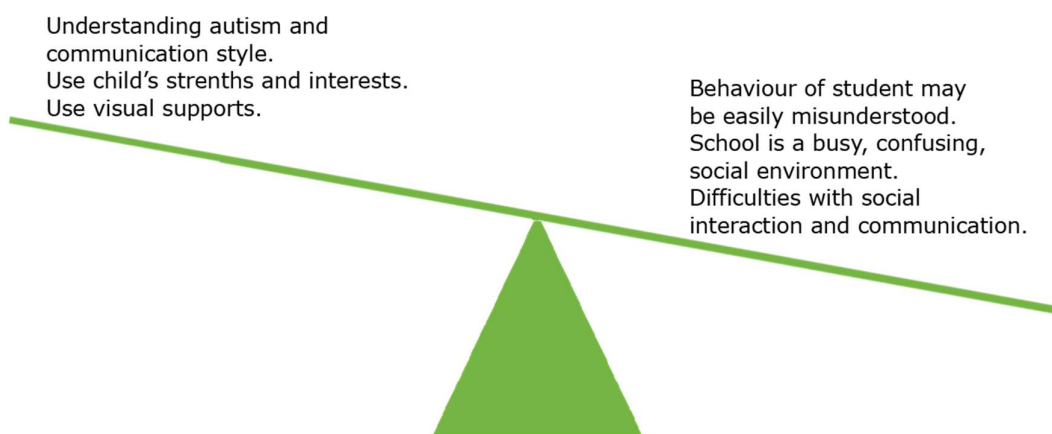 Understanding autism and
communication style.
Use child’s strenths and interests.
Use visual supports.
Behaviour of student may
be easily misunderstood.
School is a busy, confusing,
social environment.
Difficulties with social
interaction and communication.